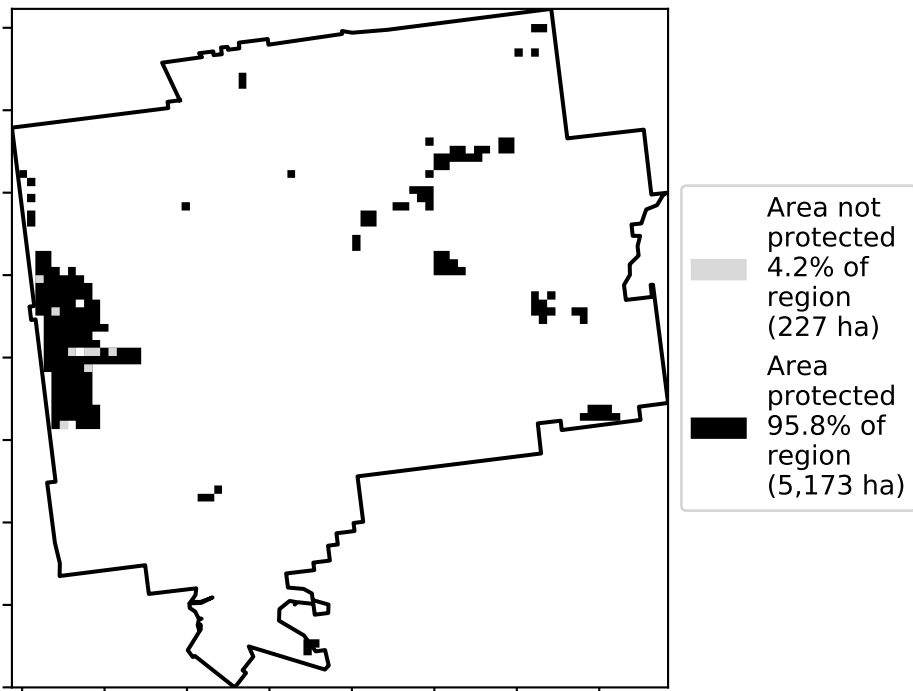 Area not
protected
4.2% of
region
(227 ha)
Area
protected
95.8% of
region
(5,173 ha)